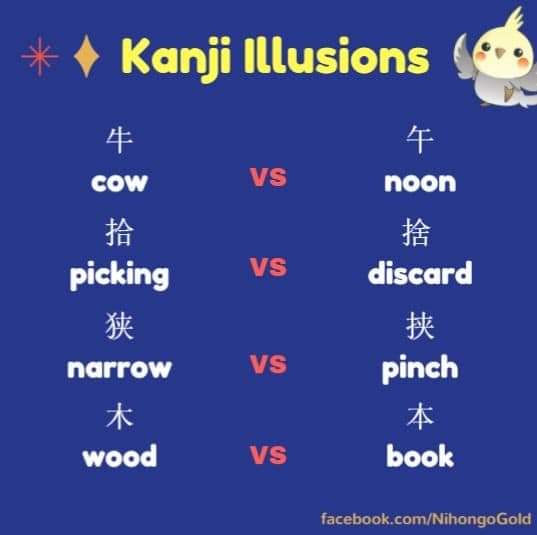 Kanji Illusions
牛 午
cow vs noon
拾 捨
picking vs discard
狭 挟
narrow vs pinch
木 本
wood vs book
facebook.com/NihongoGold